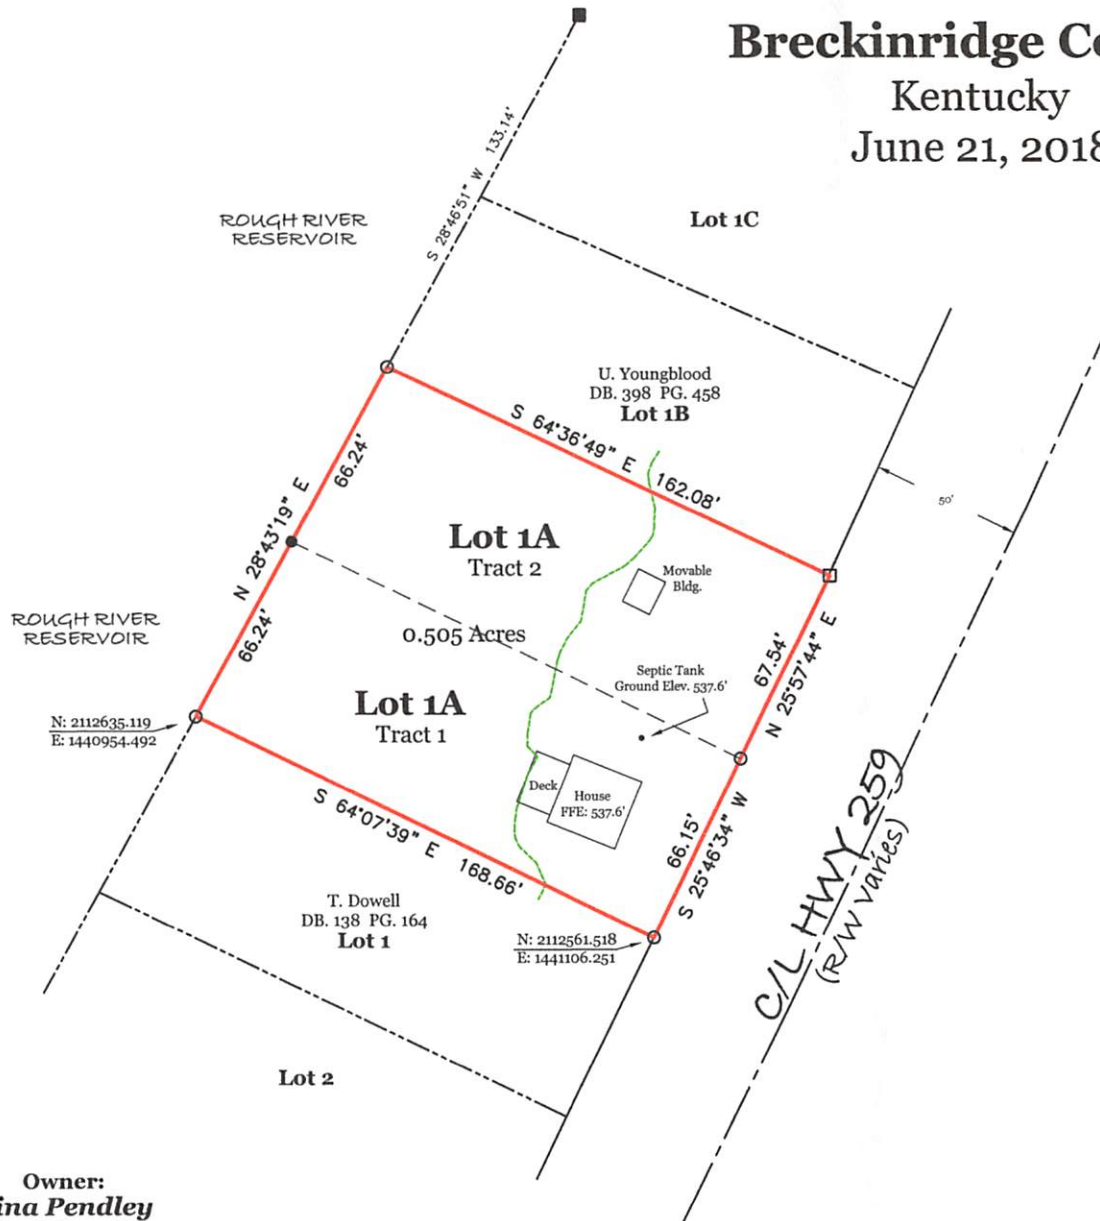 Breckinridge
Kentucky
June 21, 2018
S 28°46'51" W 133.14'
ROUGH RIVER
RESERVOIR
Lot 1C
U. Youngblood
DB. 398 PG. 458
Lot 1B
S 64°36'49" E 162.08'
50'
N 28°43'19" E
66.24'
66.24'
Lot 1A
Tract 2
Movable
Bldg.
0.505 Acres
ROUGH RIVER
RESERVOIR
Septic Tank
Ground Elev. 537.6'
67.54'
N 25°57'44" E
Lot 1A
Tract 1
N: 2112635.119
E: 1440954.492
Deck
House
FFE: 537.6'
S 64°07'39" E 168.66'
66.15'
S 25°46'34" W
C/L HWY 259
(R/W varies)
T. Dowell
DB. 138 PG. 164
Lot 1
N: 2112561.518
E: 1441106.251
Lot 2
Owner:
ina Pendley